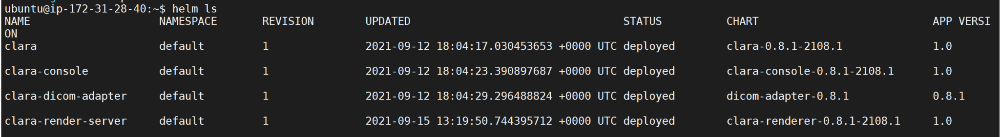 ubuntu@ip-172-31-28-40:~$ helm ls
NAME NAMESPACE REVISION UPDATED STATUS CHART APP VERSI
ON
clara default 1 2021-09-12 18:04:17.030453653 +0000 UTC deployed clara-0.8.1-2108.1 1.0
clara-console default 1 2021-09-12 18:04:23.390897687 +0000 UTC deployed clara-console-0.8.1-2108.1 1.0
clara-dicom-adapter default 1 2021-09-12 18:04:29.296488824 +0000 UTC deployed dicom-adapter-0.8.1 0.8.1
clara-render-server default 1 2021-09-15 13:19:50.744395712 +0000 UTC deployed clara-renderer-0.8.1-2108.1 1.0